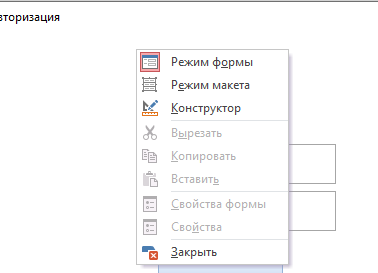 вторизация
Режим формы
Режим макета
Конструктор
Вырезать
Копировать
Вставить
Свойства формы
Свойства
Закрыть